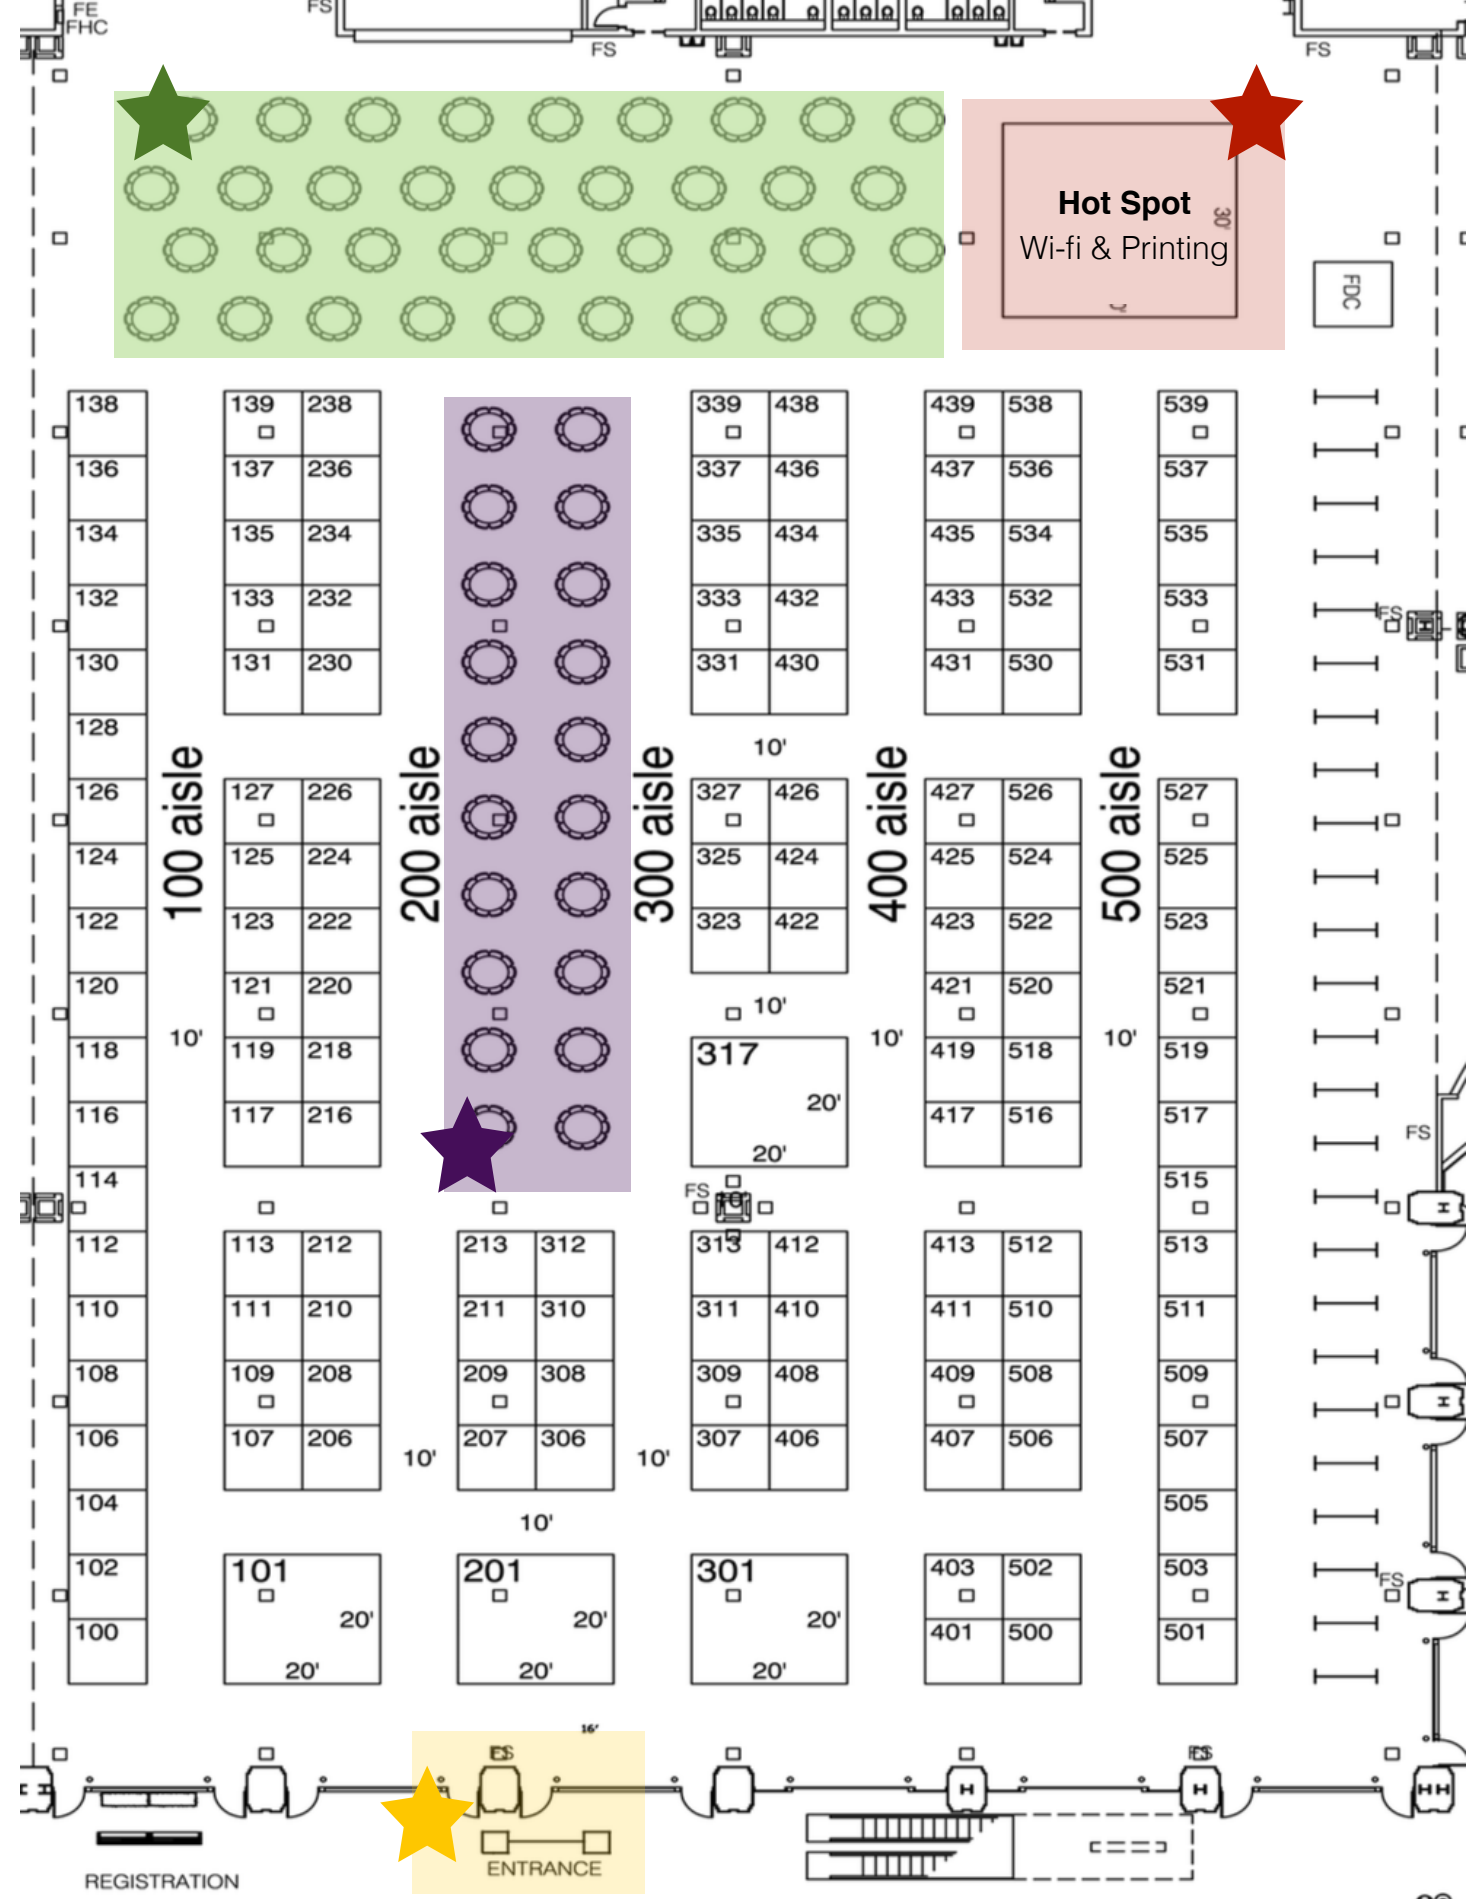 FE
FHC
FS
FS
FS
Hot Spot
Wi-fi & Printing
30'
FDC
138 139 238 339 438 439 538 539
136 137 236 337 436 437 536 537
134 135 234 335 434 435 534 535
132 133 232 333 432 433 532 533
FS
H
130 131 230 331 430 431 530 531
128
10'
100 aisle
200 aisle
300 aisle
400 aisle
500 aisle
126 127 226 327 426 427 526 527
124 125 224 325 424 425 524 525
122 123 222 323 422 423 522 523
120 121 220 421 520 521
10'
10' 10' 10'
118 119 218 317 419 518 519
20'
116 117 216 417 516 517
FS
20'
114 515
FS
H
112 113 212 213 312 313 412 413 512 513
110 111 210 211 310 311 410 411 510 511
108 109 208 209 308 309 408 409 508 509
H
106 107 206 207 306 307 406 407 506 507
10' 10'
104 505
10'
102 101 201 301 403 502 503
FS
H
20' 20' 20'
100 401 500 501
20' 20' 20'
16'
FS FS
H H H H H H
ENTRANCE
REGISTRATION